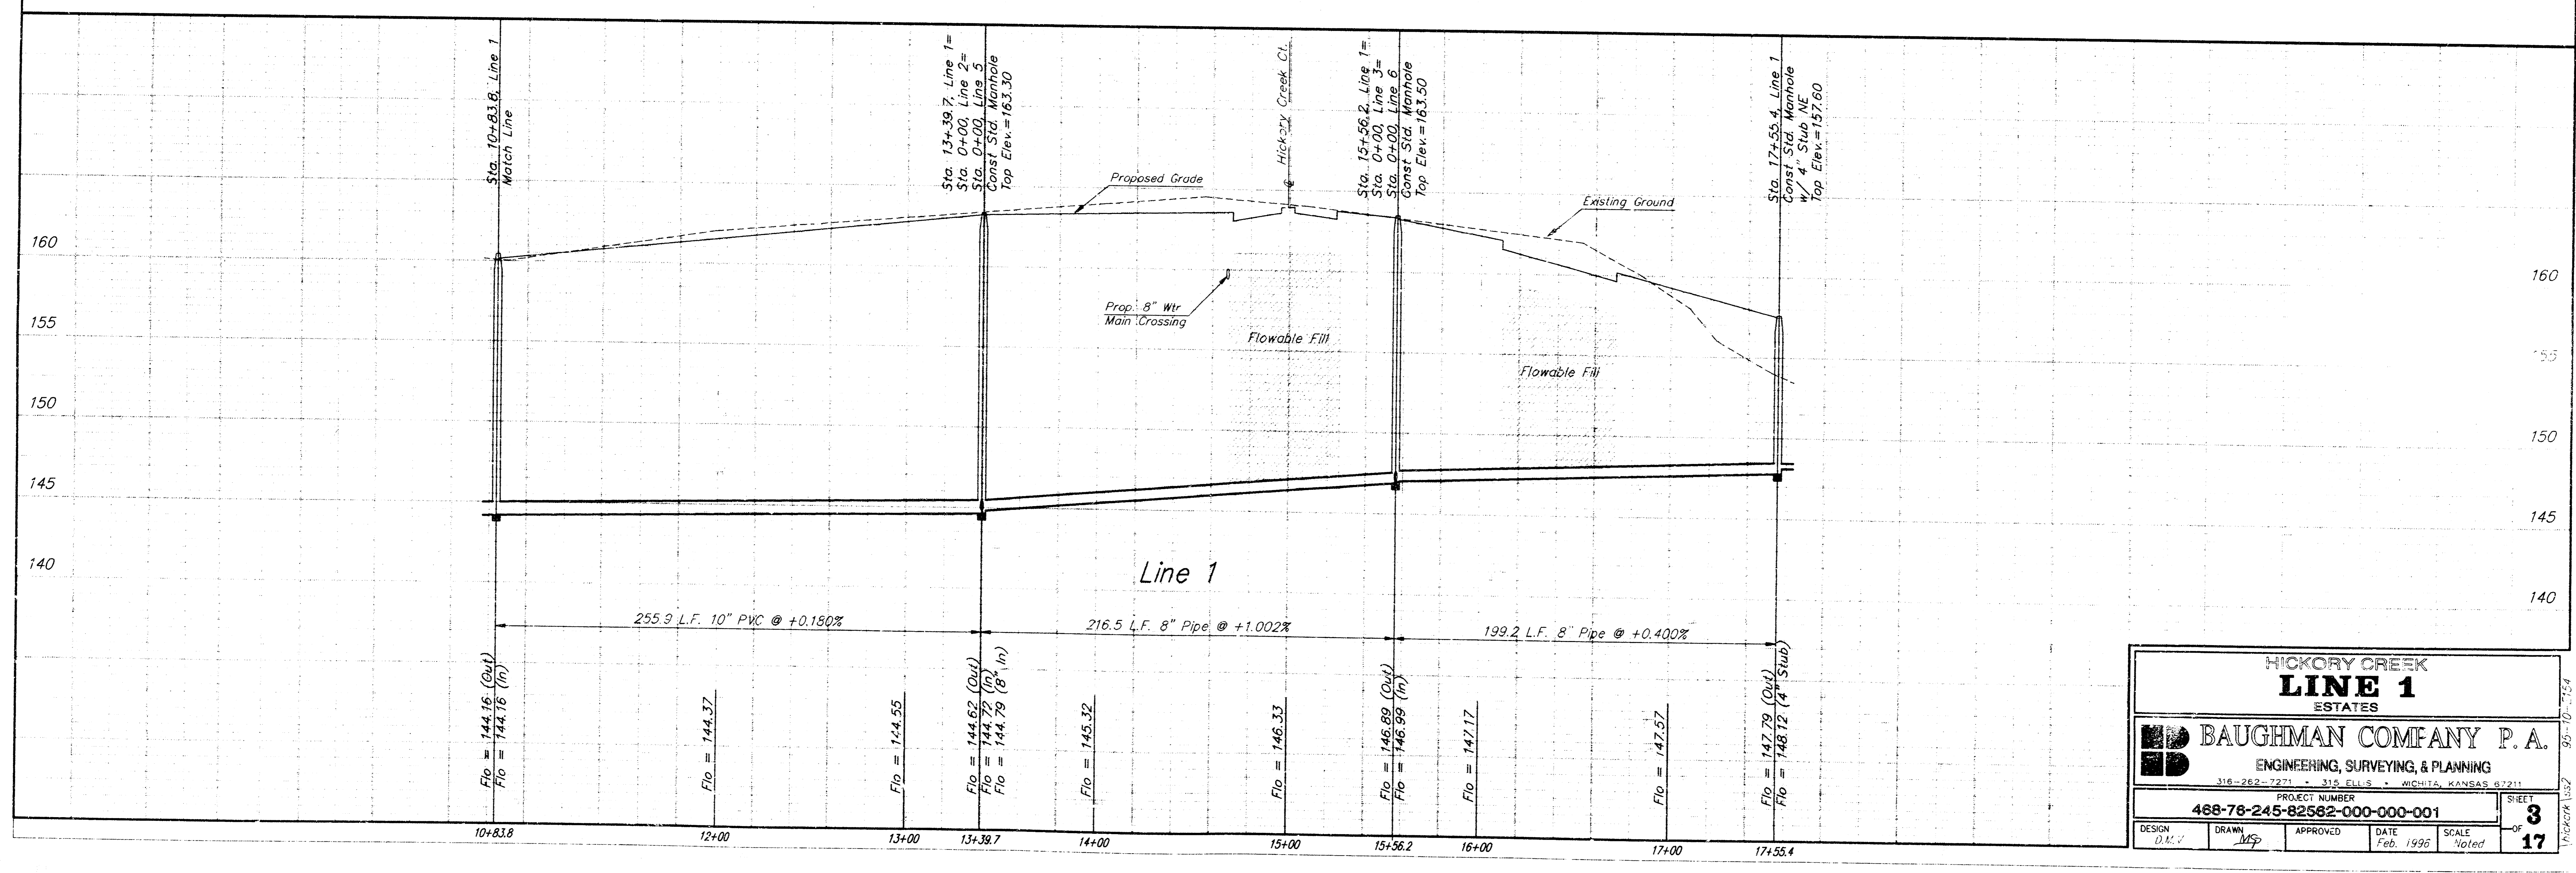 Sta. 10+83.8, Line 1
Match Line
Sta. 13+39.7, Line 1=
Sta. 0+00, Line 2=
Sta. 0+00, Line 5
Const Std. Manhole
Top Elev.=163.30
Hickory Creek Ct.
Sta. 15+56.2, Line 1=
Sta. 0+00, Line 3=
Sta. 0+00, Line 6
Const Std. Manhole
Top Elev.=163.50
Sta. 17+55.4, Line 1
Const Std. Manhole
w/ 4" Stub NE
Top Elev.=157.60
Proposed Grade
Existing Ground
160
155
150
145
140
160
155
150
145
140
Prop. 8" Wtr
Main Crossing
Flowable Fill
Flowable Fill
Line 1
255.9 L.F. 10" PVC @ +0.180%
216.5 L.F. 8" Pipe @ +1.002%
199.2 L.F. 8" Pipe @ +0.400%
Flo = 144.16 (Out)
Flo = 144.16 (In)
Flo = 144.37
Flo = 144.55
Flo = 144.62 (Out)
Flo = 144.72 (In)
Flo = 144.79 (8" In)
Flo = 145.32
Flo = 146.33
Flo = 146.89 (Out)
Flo = 146.99 (In)
Flo = 147.17
Flo = 147.57
Flo = 147.79 (Out)
Flo = 148.12 (4" Stub)
10+83.8
12+00
13+00
13+39.7
14+00
15+00
15+56.2
16+00
17+00
17+55.4
HICKORY CREEK
LINE 1
ESTATES
BAUGHMAN COMPANY P. A.
ENGINEERING, SURVEYING, & PLANNING
316-262-7271 • 315 ELLIS • WICHITA, KANSAS 67211
PROJECT NUMBER
468-76-245-82562-000-000-001
SHEET
3
OF
17
DESIGN
D.M.V
DRAWN
MSP
APPROVED
DATE
Feb. 1996
SCALE
Noted